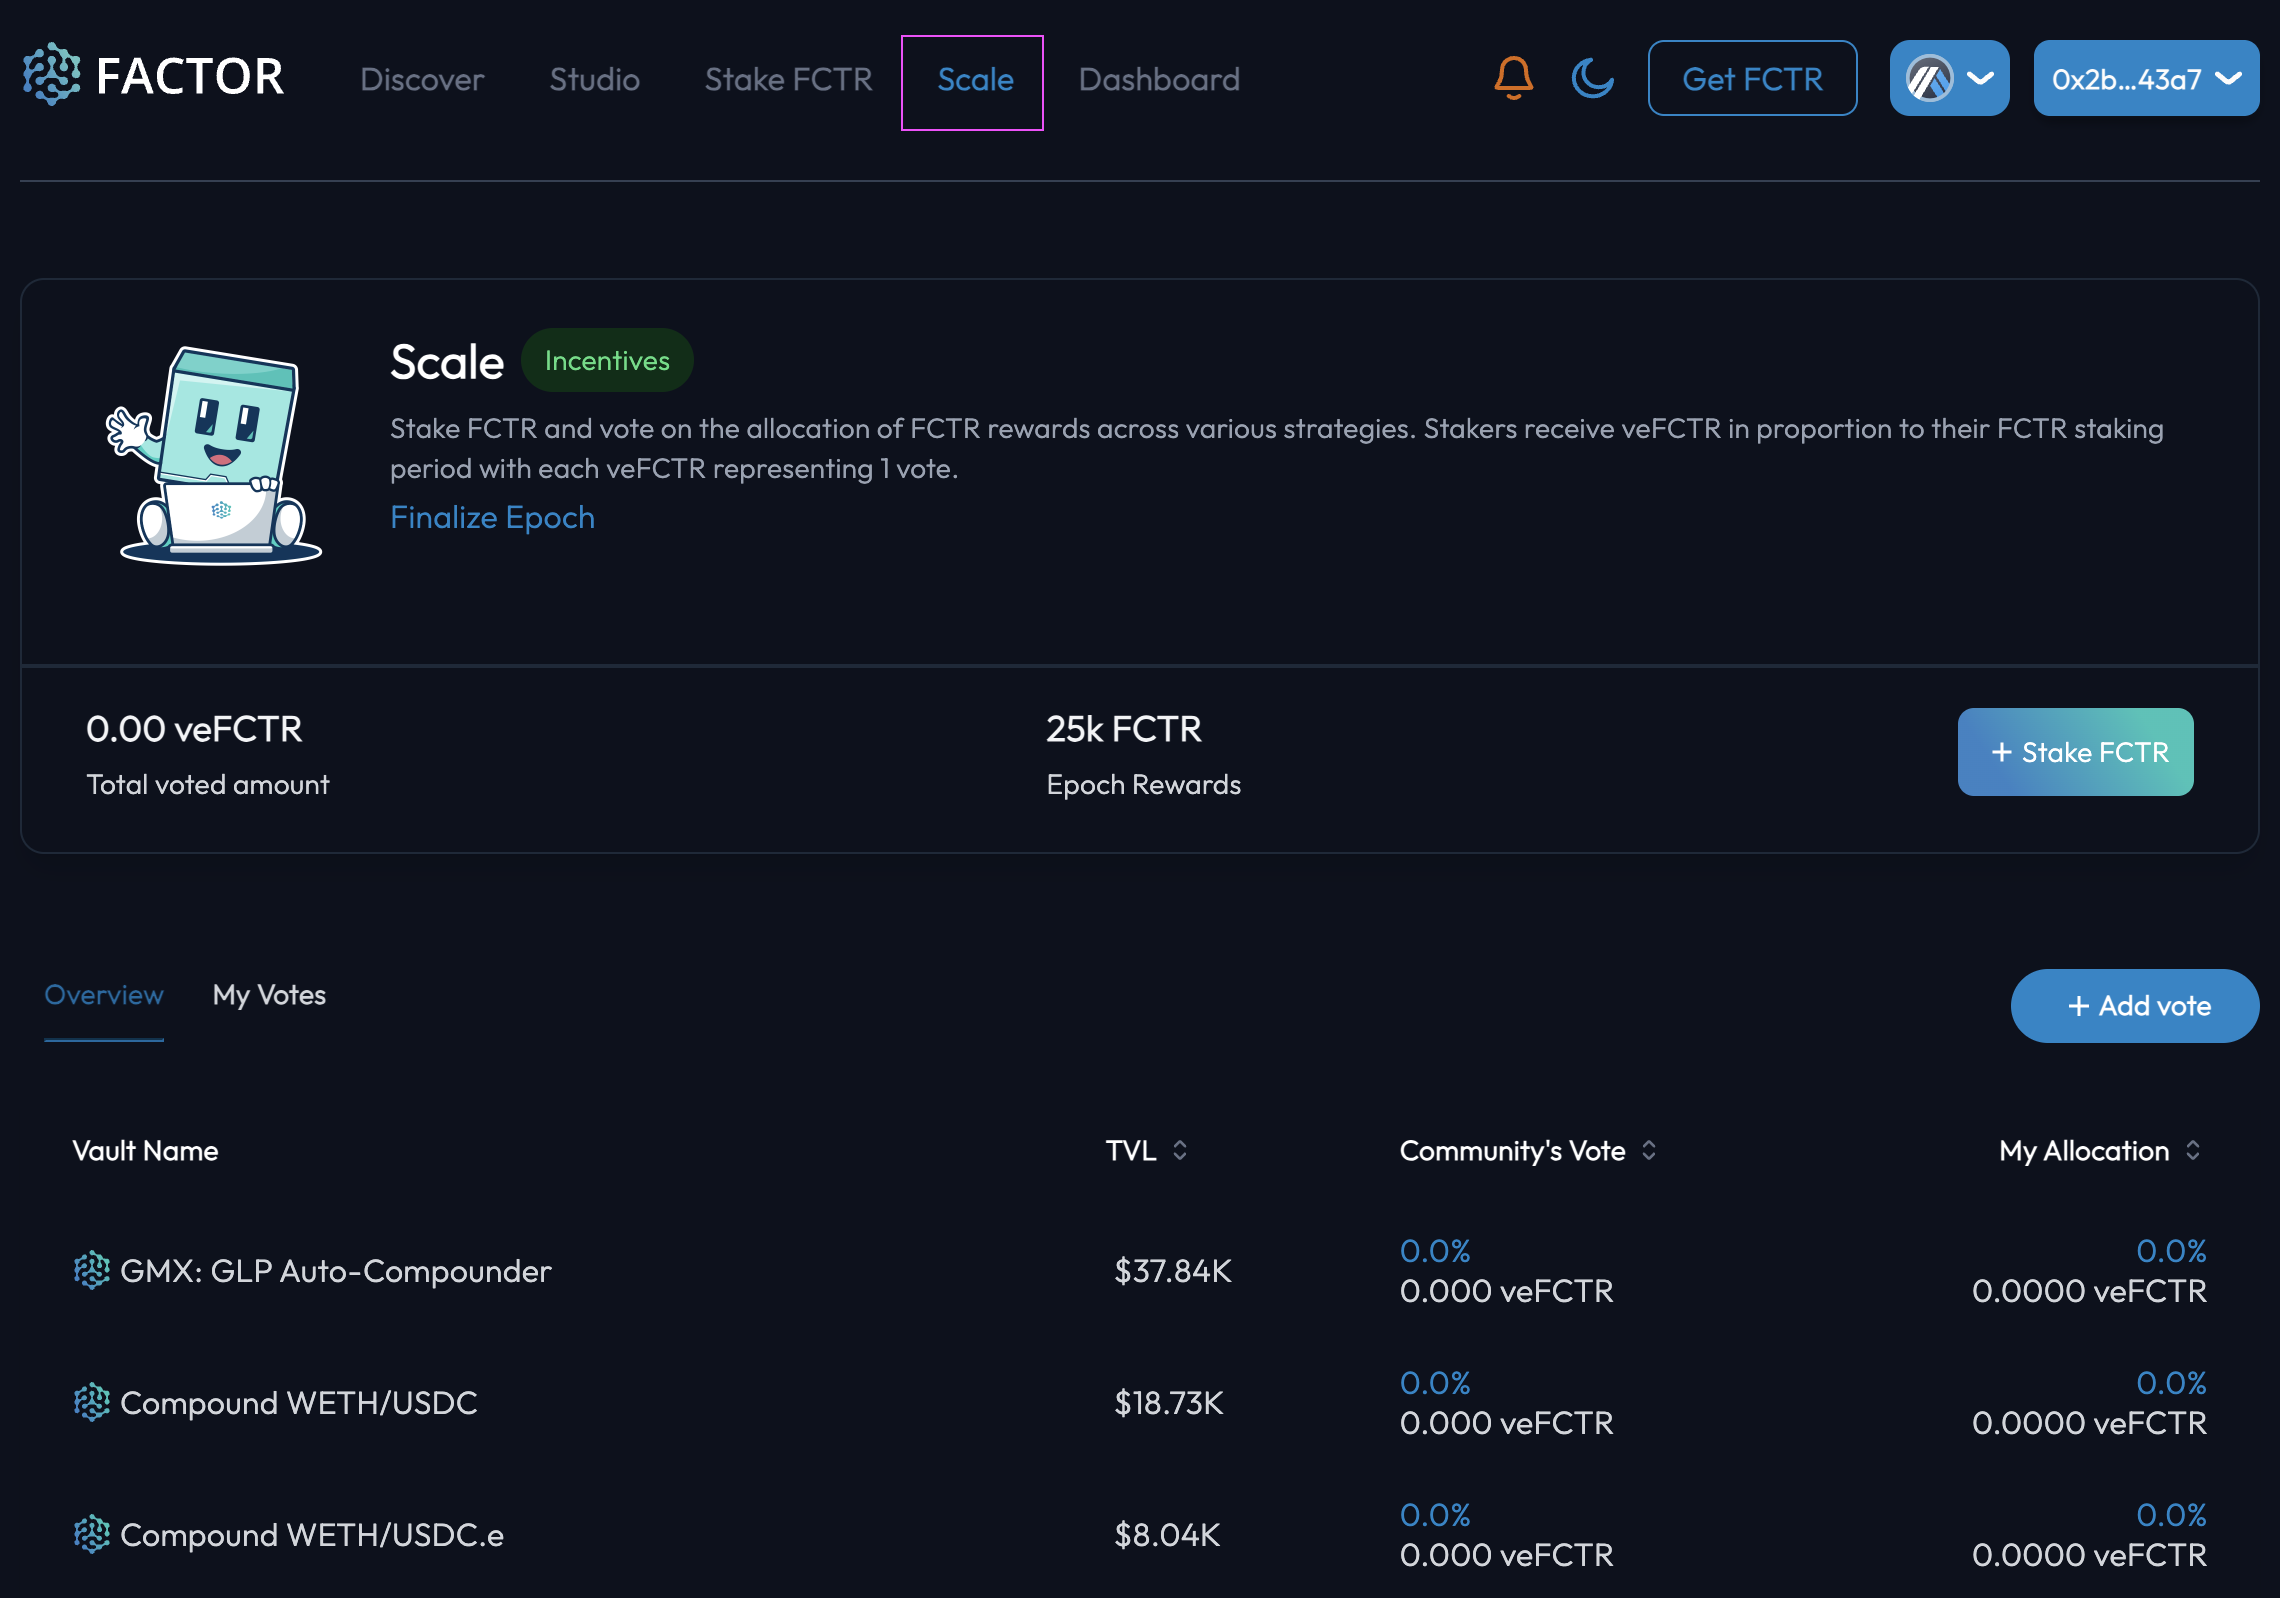 FACTOR
Discover
Studio
Stake FCTR
Scale
Dashboard
Get FCTR
0x2b...43a7
Scale
Incentives
Stake FCTR and vote on the allocation of FCTR rewards across various strategies. Stakers receive veFCTR in proportion to their FCTR staking
period with each veFCTR representing 1 vote.
Finalize Epoch
0.00 veFCTR
Total voted amount
25k FCTR
Epoch Rewards
+ Stake FCTR
Overview
My Votes
+ Add vote
Vault Name
TVL
Community's Vote
My Allocation
GMX: GLP Auto-Compounder
$37.84K
0.0%
0.000 veFCTR
0.0%
0.0000 veFCTR
Compound WETH/USDC
$18.73K
0.0%
0.000 veFCTR
0.0%
0.0000 veFCTR
Compound WETH/USDC.e
$8.04K
0.0%
0.000 veFCTR
0.0%
0.0000 veFCTR